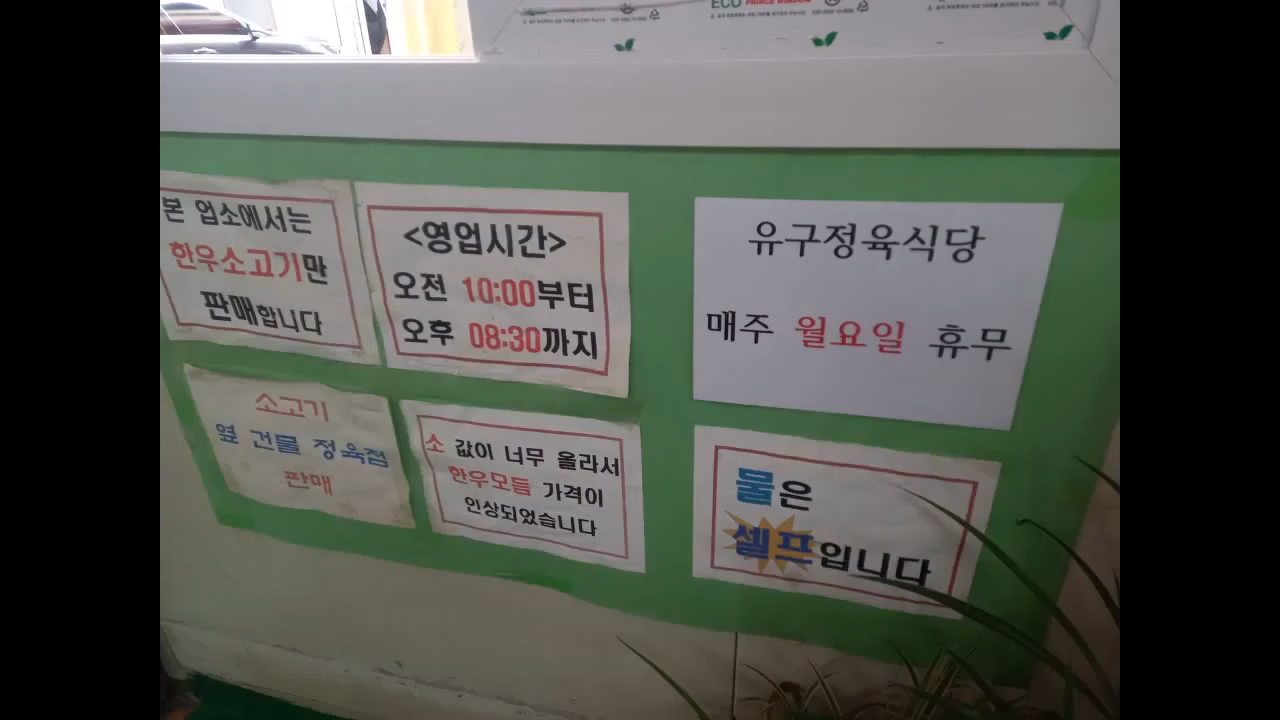 ECO PRINCE WINDOW
본 업소에서는
한우소고기만
판매합니다
<영업시간>
오전 10:00부터
오후 08:30까지
유구정육식당
매주 월요일 휴무
소고기
옆 건물 정육점
판매
소 값이 너무 올라서
한우모듬 가격이
인상되었습니다
물은
셀프입니다